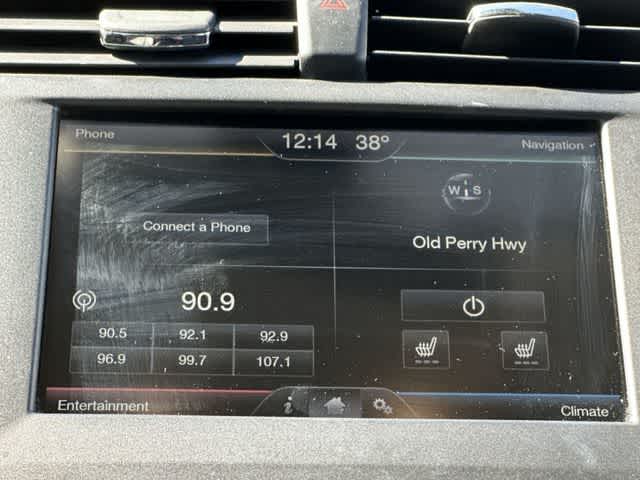 Phone 12:14 38° Navigation
W S
Connect a Phone
Old Perry Hwy
90.9
90.5 92.1 92.9
96.9 99.7 107.1
Entertainment i Climate